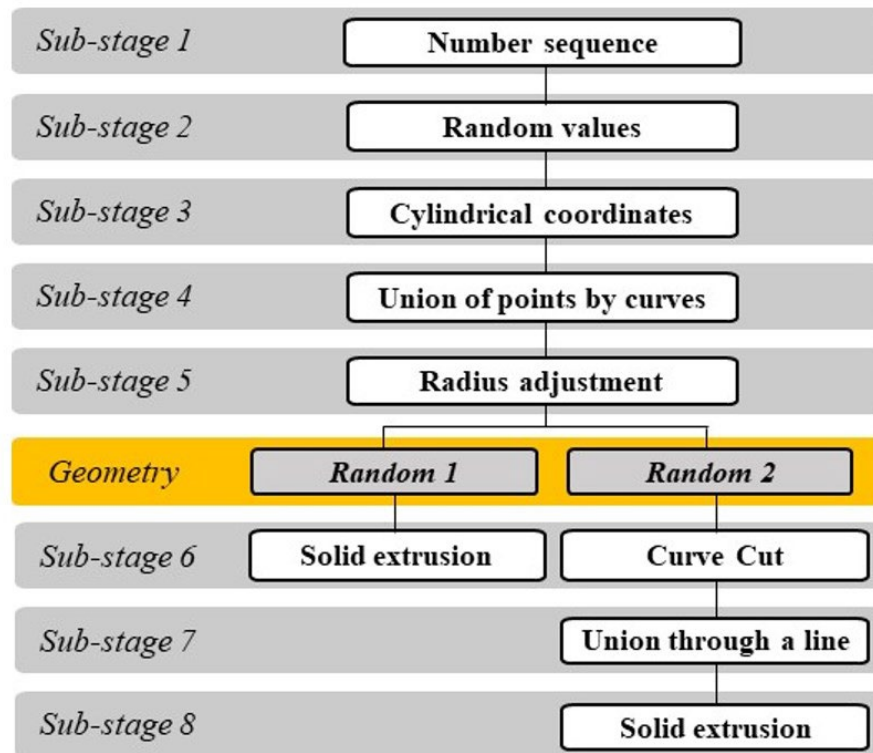 Sub-stage 1
Number sequence
Sub-stage 2
Random values
Sub-stage 3
Cylindrical coordinates
Sub-stage 4
Union of points by curves
Sub-stage 5
Radius adjustment
Geometry
Random 1
Random 2
Sub-stage 6
Solid extrusion
Curve Cut
Sub-stage 7
Union through a line
Sub-stage 8
Solid extrusion